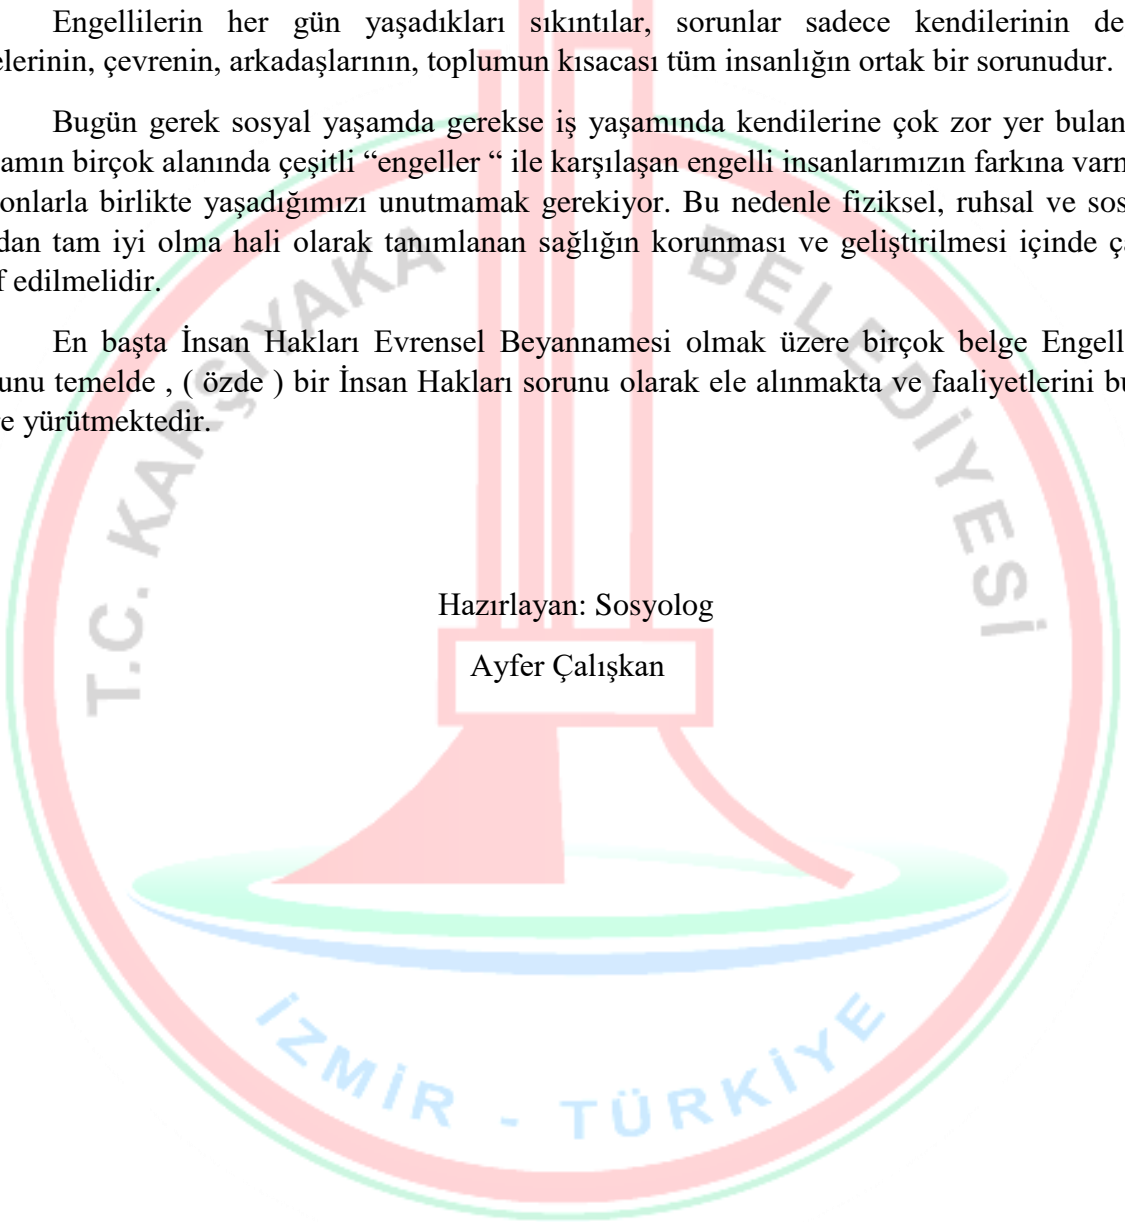 Engellilerin her gün yaşadıkları sıkıntılar, sorunlar sadece kendilerinin de
elerinin, çevrenin, arkadaşlarının, toplumun kısacası tüm insanlığın ortak bir sorunudur.
Bugün gerek sosyal yaşamda gerekse iş yaşamında kendilerine çok zor yer bulan
amın birçok alanında çeşitli “engeller “ ile karşılaşan engelli insanlarımızın farkına varm
onlarla birlikte yaşadığımızı unutmamak gerekiyor. Bu nedenle fiziksel, ruhsal ve sos
dan tam iyi olma hali olarak tanımlanan sağlığın korunması ve geliştirilmesi içinde ça
f edilmelidir.
En başta İnsan Hakları Evrensel Beyannamesi olmak üzere birçok belge Engell
unu temelde , ( özde ) bir İnsan Hakları sorunu olarak ele alınmakta ve faaliyetlerini bu
e yürütmektedir.
Hazırlayan: Sosyolog
Ayfer Çalışkan
T.C. KARŞIYAKA BELEDİYESİ
İZMİR - TÜRKİYE